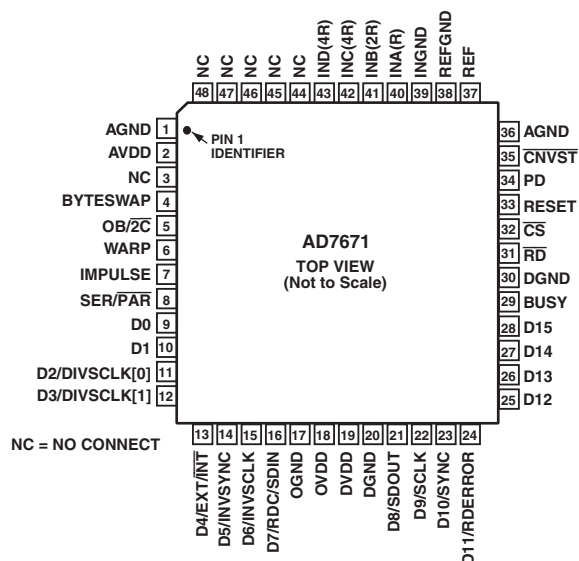 NC
NC
NC
NC
NC
IND(4R)
INC(4R)
INB(2R)
INA(R)
INGND
REFGND
REF
48 47 46 45 44 43 42 41 40 39 38 37
AGND 1
AVDD 2
NC 3
BYTESWAP 4
OB/2C 5
WARP 6
IMPULSE 7
SER/PAR 8
D0 9
D1 10
D2/DIVSCLK[0] 11
D3/DIVSCLK[1] 12
PIN 1
IDENTIFIER
AD7671
TOP VIEW
(Not to Scale)
36 AGND
35 CNVST
34 PD
33 RESET
32 CS
31 RD
30 DGND
29 BUSY
28 D15
27 D14
26 D13
25 D12
NC = NO CONNECT
13 14 15 16 17 18 19 20 21 22 23 24
D4/EXT/INT
D5/INVSYNC
D6/INVSCLK
D7/RDC/SDIN
OGND
OVDD
DVDD
DGND
D8/SDOUT
D9/SCLK
D10/SYNC
D11/RDERROR